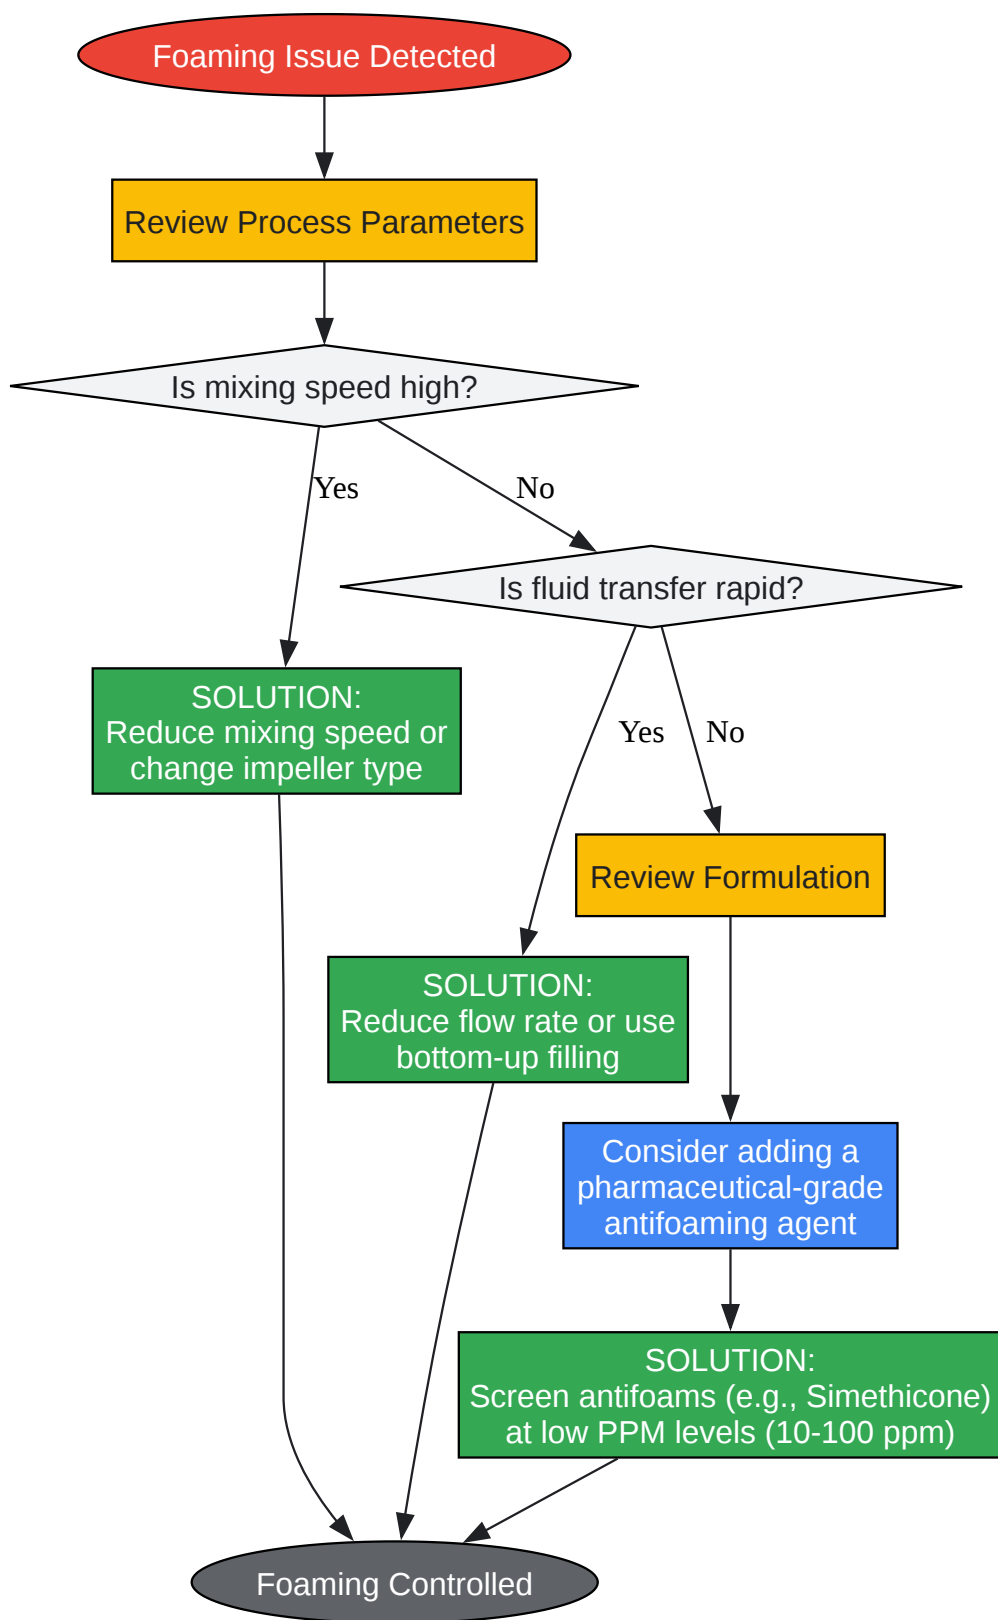 Foaming Issue Detected
Review Process Parameters
Is mixing speed high?
Yes
No
Is fluid transfer rapid?
SOLUTION:
Reduce mixing speed or
change impeller type
Yes
No
Review Formulation
SOLUTION:
Reduce flow rate or use
bottom-up filling
Consider adding a
pharmaceutical-grade
antifoaming agent
SOLUTION:
Screen antifoams (e.g., Simethicone)
at low PPM levels (10-100 ppm)
Foaming Controlled